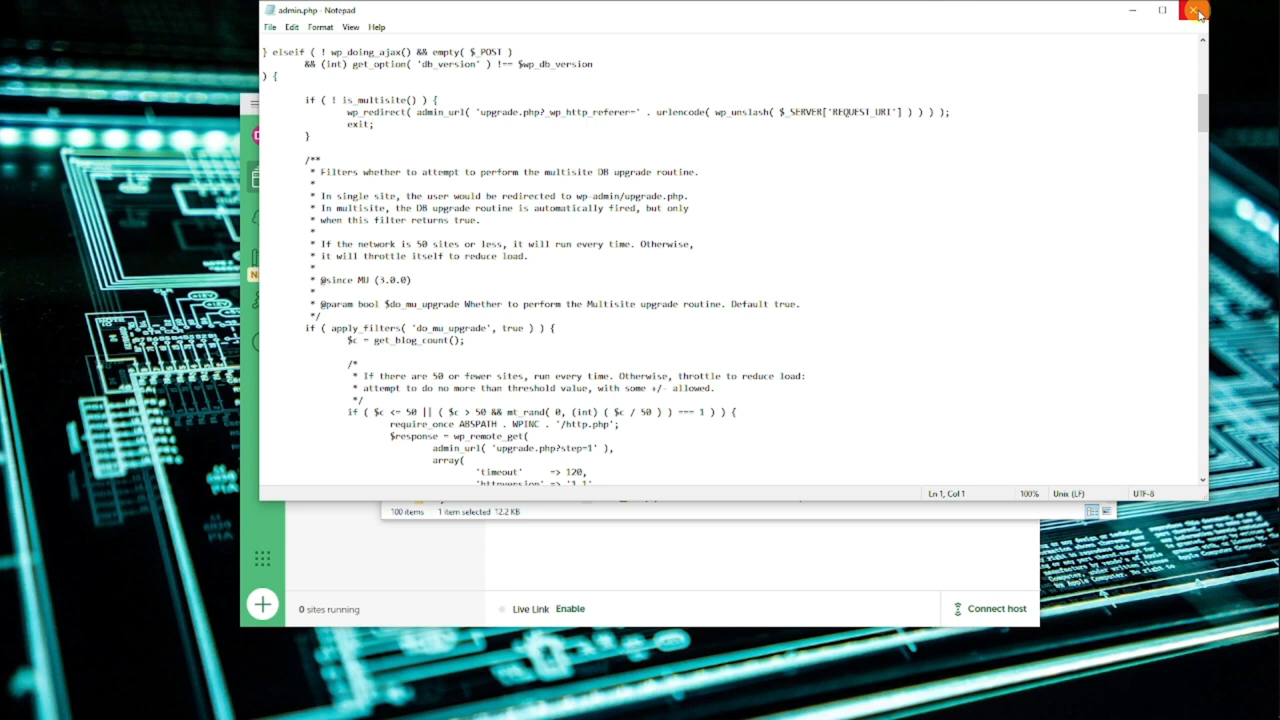 admin.php - Notepad
File Edit Format View Help
} elseif ( ! wp_doing_ajax() && empty( $_POST )
&& (int) get_option( 'db_version' ) !== $wp_db_version
) {
if ( ! is_multisite() ) {
wp_redirect( admin_url( 'upgrade.php?_wp_http_referer=' . urlencode( wp_unslash( $_SERVER['REQUEST_URI'] ) ) ) );
exit;
}
/**
* Filters whether to attempt to perform the multisite DB upgrade routine.
*
* In single site, the user would be redirected to wp-admin/upgrade.php.
* In multisite, the DB upgrade routine is automatically fired, but only
* when this filter returns true.
*
* If the network is 50 sites or less, it will run every time. Otherwise,
* it will throttle itself to reduce load.
*
* @since MU (3.0.0)
*
* @param bool $do_mu_upgrade Whether to perform the Multisite upgrade routine. Default true.
*/
if ( apply_filters( 'do_mu_upgrade', true ) ) {
$c = get_blog_count();
/*
* If there are 50 or fewer sites, run every time. Otherwise, throttle to reduce load:
* attempt to do no more than threshold value, with some +/- allowed.
*/
if ( $c <= 50 || ( $c > 50 && mt_rand( 0, (int) ( $c / 50 ) ) === 1 ) ) {
require_once ABSPATH . WPINC . '/http.php';
$response = wp_remote_get(
admin_url( 'upgrade.php?step=1' ),
array(
'timeout' => 120,
'httpversion' => '1.1'
Ln 1, Col 1 100% Unix (LF) UTF-8
100 items 1 item selected 12.2 KB
0 sites running Live Link Enable Connect host